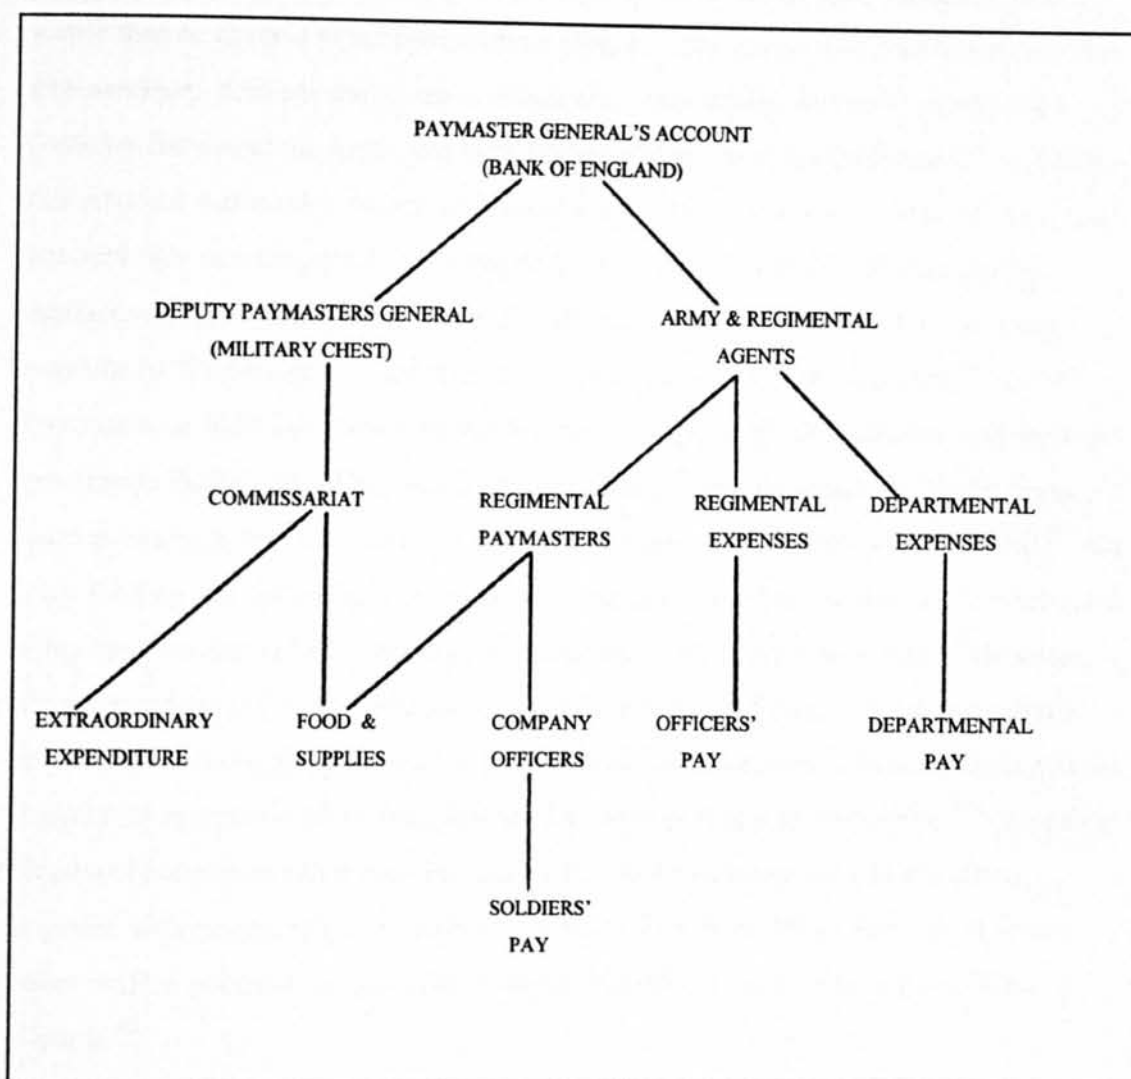 PAYMASTER GENERAL'S ACCOUNT
(BANK OF ENGLAND)
DEPUTY PAYMASTERS GENERAL
(MILITARY CHEST)
ARMY & REGIMENTAL
AGENTS
COMMISSARIAT
REGIMENTAL
PAYMASTERS
REGIMENTAL
EXPENSES
DEPARTMENTAL
EXPENSES
EXTRAORDINARY
EXPENDITURE
FOOD &
SUPPLIES
COMPANY
OFFICERS
OFFICERS'
PAY
DEPARTMENTAL
PAY
SOLDIERS'
PAY